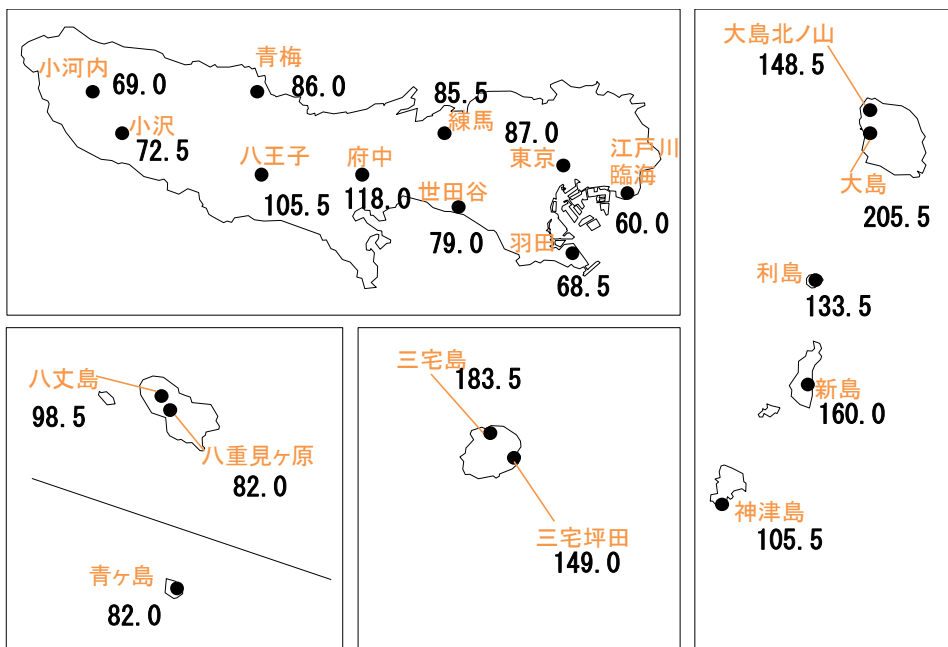 小河内
69.0
青梅
86.0
小沢
72.5
85.5
練馬
87.0
東京
江戸川
臨海
60.0
八王子
105.5
府中
118.0
世田谷
79.0
羽田
68.5
八丈島
98.5
八重見ヶ原
82.0
青ヶ島
82.0
三宅島
183.5
三宅坪田
149.0
大島北ノ山
148.5
大島
205.5
利島
133.5
新島
160.0
神津島
105.5